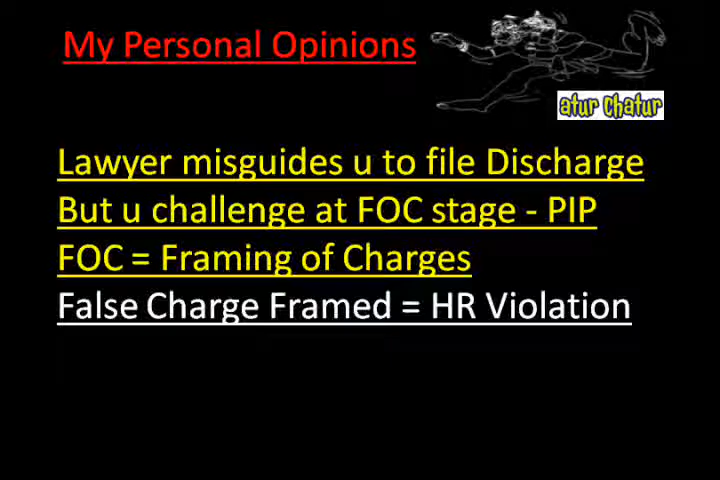 My Personal Opinions
atur chatur
Lawyer misguides u to file Discharge
But u challenge at FOC stage - PIP
FOC = Framing of Charges
False Charge Framed = HR Violation